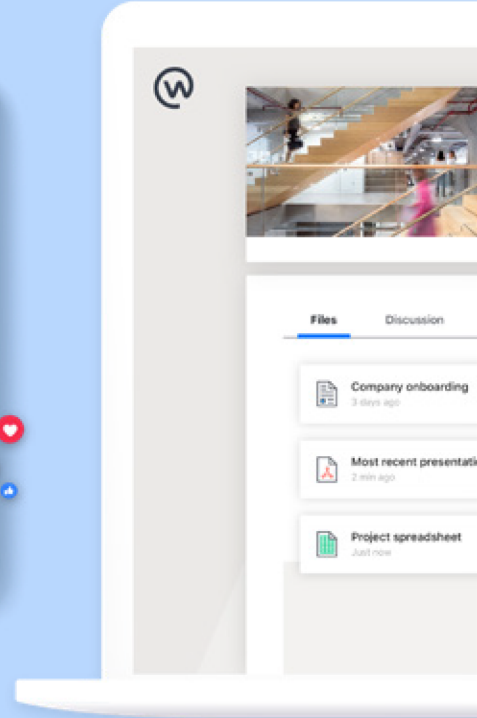 Files
Discussion
Company onboarding
3 days ago
Most recent presentati
2 min ago
Project spreadsheet
Just now